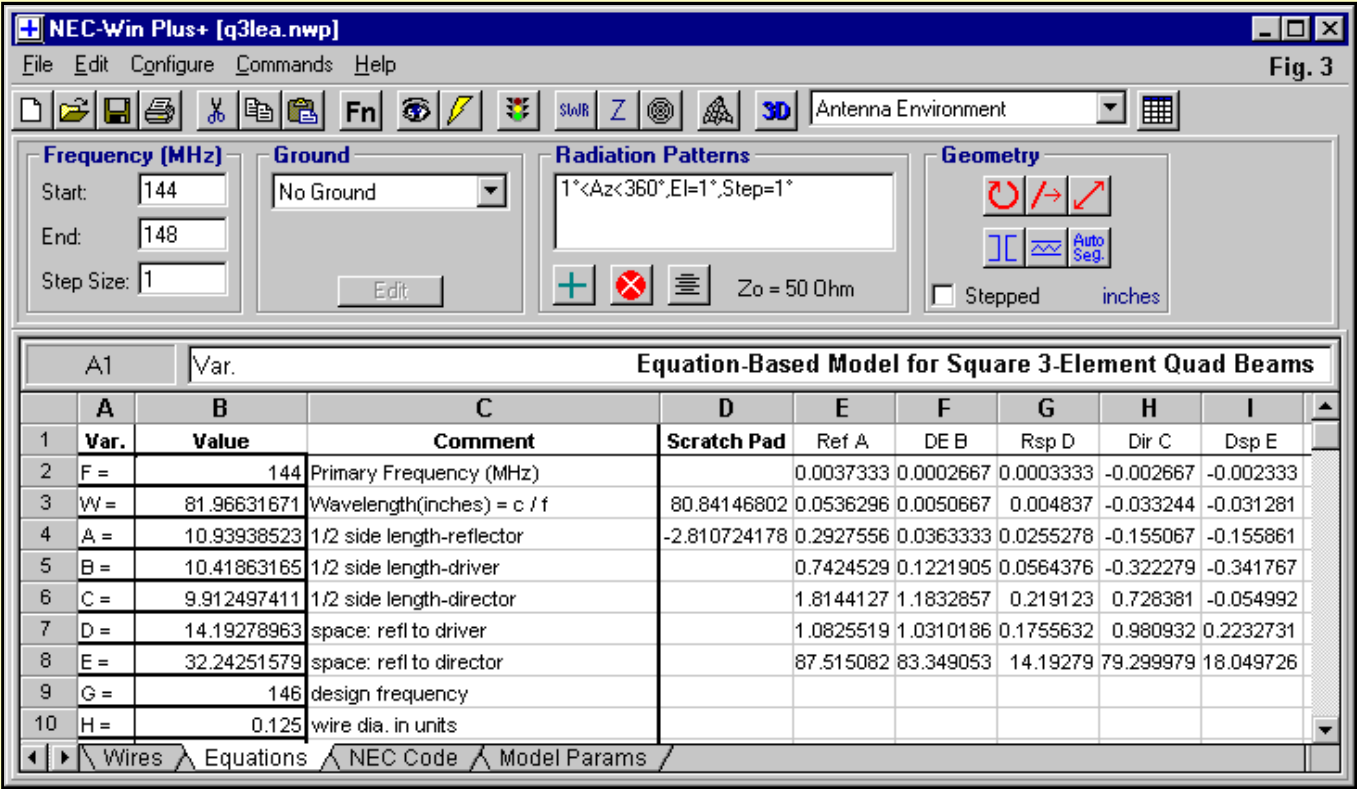 NEC-Win Plus+ [q3lea.nwp]
File Edit Configure Commands Help Fig. 3
Fn SWR Z 3D Antenna Environment
Frequency (MHz) Ground Radiation Patterns Geometry
Start: 144 No Ground 1°<Az<360°,El=1°,Step=1°
End: 148
Auto Seg.
Step Size: 1 Edit Zo = 50 Ohm Stepped inches
A1 Var. Equation-Based Model for Square 3-Element Quad Beams
A B C D E F G H I
1 Var. Value Comment Scratch Pad Ref A DE B Rsp D Dir C Dsp E
2 F = 144 Primary Frequency (MHz) 0.0037333 0.0002667 0.0003333 -0.002667 -0.002333
3 W = 81.96631671 Wavelength(inches) = c / f 80.84146802 0.0536296 0.0050667 0.004837 -0.033244 -0.031281
4 A = 10.93938523 1/2 side length-reflector -2.810724178 0.2927556 0.0363333 0.0255278 -0.155067 -0.155861
5 B = 10.41863165 1/2 side length-driver 0.7424529 0.1221905 0.0564376 -0.322279 -0.341767
6 C = 9.912497411 1/2 side length-director 1.8144127 1.1832857 0.219123 0.728381 -0.054992
7 D = 14.19278963 space: refl to driver 1.0825519 1.0310186 0.1755632 0.980932 0.2232731
8 E = 32.24251579 space: refl to director 87.515082 83.349053 14.19279 79.299979 18.049726
9 G = 146 design frequency
10 H = 0.125 wire dia. in units
Wires Equations NEC Code Model Params